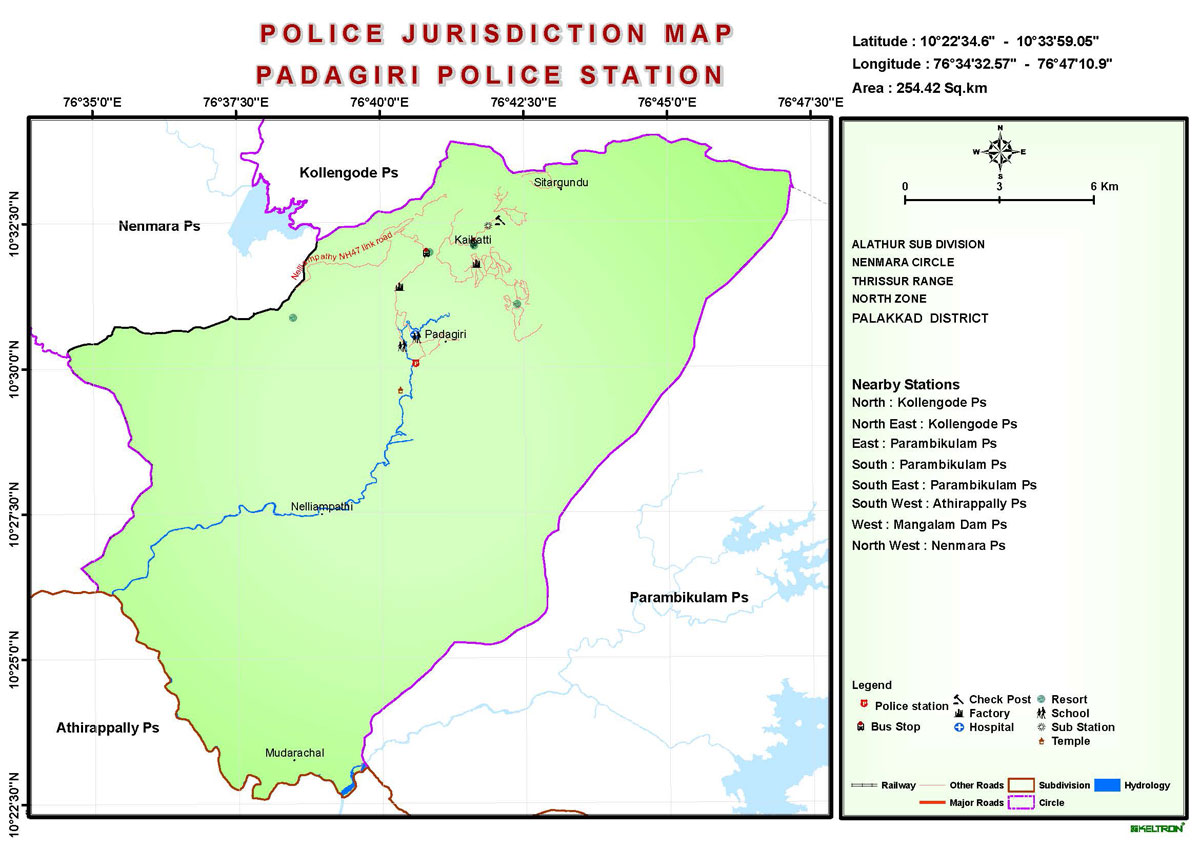 POLICE JURISDICTION MAP
PADAGIRI POLICE STATION
Latitude : 10°22'34.6" - 10°33'59.05"
Longitude : 76°34'32.57" - 76°47'10.9"
Area : 254.42 Sq.km
76°35'0"E 76°37'30"E 76°40'0"E 76°42'30"E 76°45'0"E 76°47'30"E
10°32'30"N
10°30'0"N
10°27'30"N
10°25'0"N
10°22'30"N
Kollengode Ps
Nenmara Ps
Sitargundu
Kaikatti
Nelliampathy NH47 link road
Padagiri
Nelliampathi
Parambikulam Ps
Athirappally Ps
Mudarachal
N
W E
S
0 3 6 Km
ALATHUR SUB DIVISION
NENMARA CIRCLE
THRISSUR RANGE
NORTH ZONE
PALAKKAD DISTRICT
Nearby Stations
North : Kollengode Ps
North East : Kollengode Ps
East : Parambikulam Ps
South : Parambikulam Ps
South East : Parambikulam Ps
South West : Athirappally Ps
West : Mangalam Dam Ps
North West : Nenmara Ps
Legend
Police station
Bus Stop
Check Post
Factory
Hospital
Resort
School
Sub Station
Temple
Railway
Other Roads
Subdivision
Hydrology
Major Roads
Circle
KELTRON